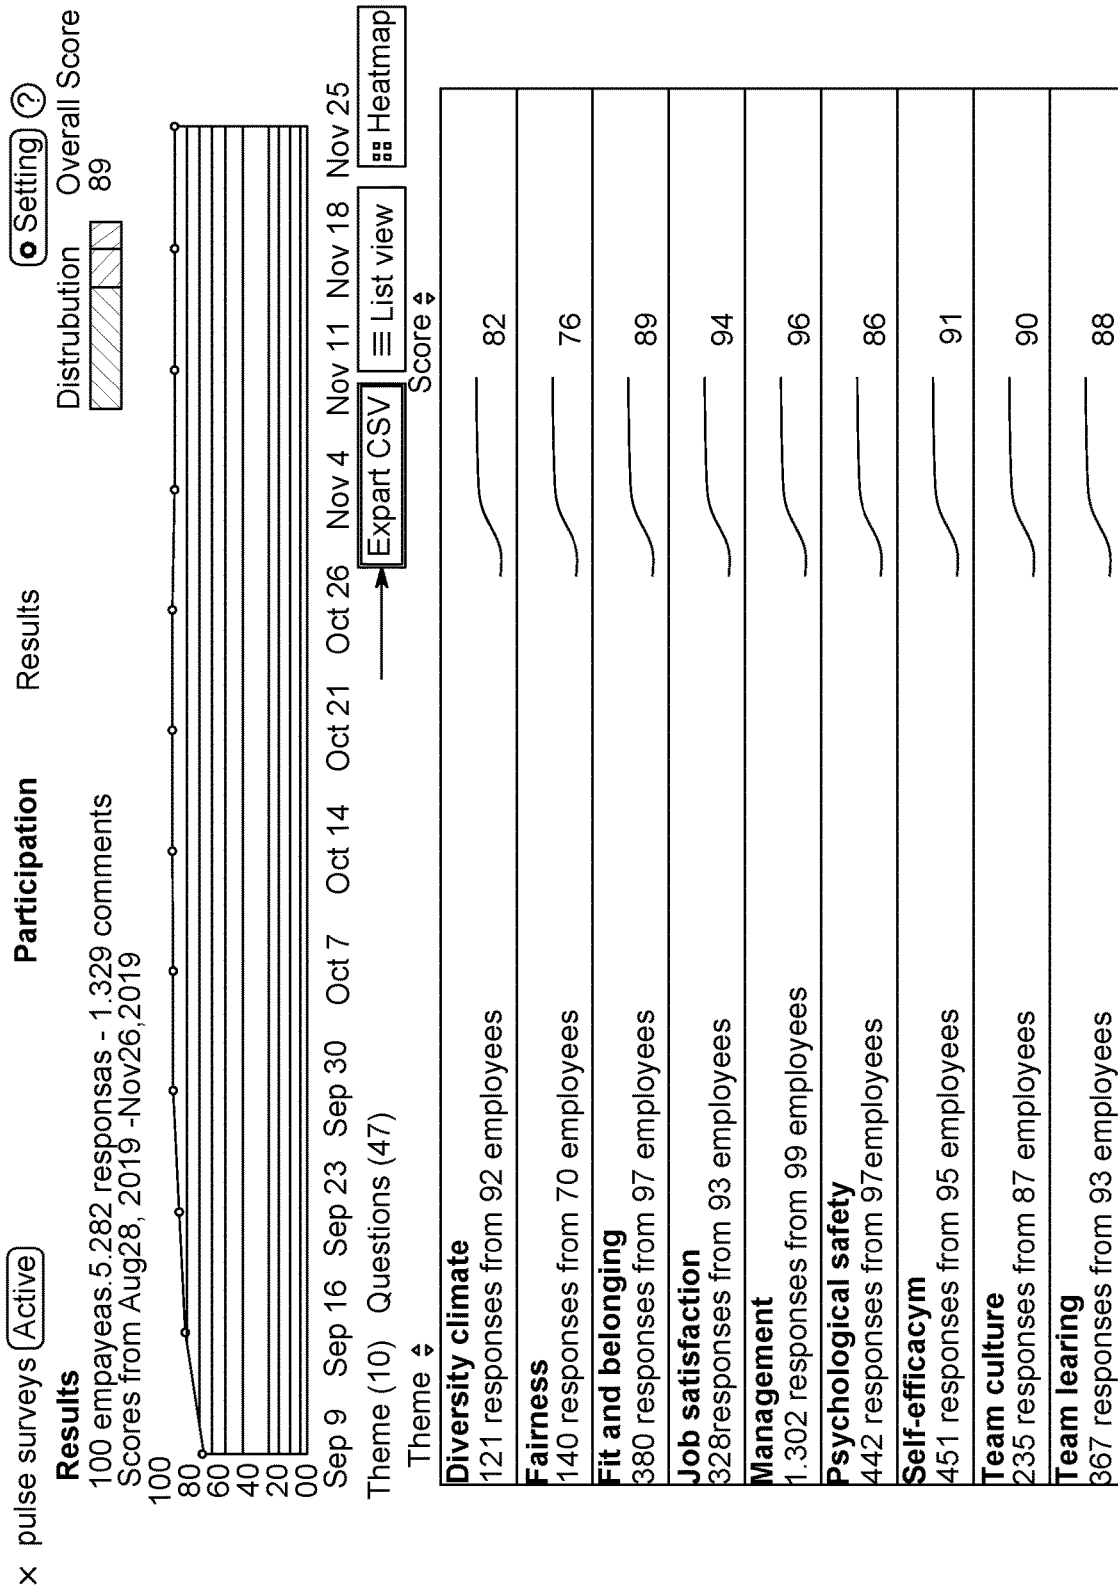 × pulse surveys Active Participation Results Setting ?
Results Distrubution Overall Score
100 empayeas.5.282 responsas - 1.329 comments 89
Scores from Aug28, 2019 -Nov26,2019
100
80
60
40
20
00
Sep 9 Sep 16 Sep 23 Sep 30 Oct 7 Oct 14 Oct 21 Oct 26 Nov 4 Nov 11 Nov 18 Nov 25
Theme (10) Questions (47) Expart CSV List view Heatmap
Theme Score
Diversity climate
121 responses from 92 employees 82
Fairness
140 responses from 70 employees 76
Fit and belonging
380 responses from 97 employees 89
Job satisfaction
328responses from 93 employees 94
Management
1.302 responses from 99 employees 96
Psychological safety
442 responses from 97employees 86
Self-efficacym
451 responses from 95 employees 91
Team culture
235 responses from 87 employees 90
Team learing
367 responses from 93 employees 88